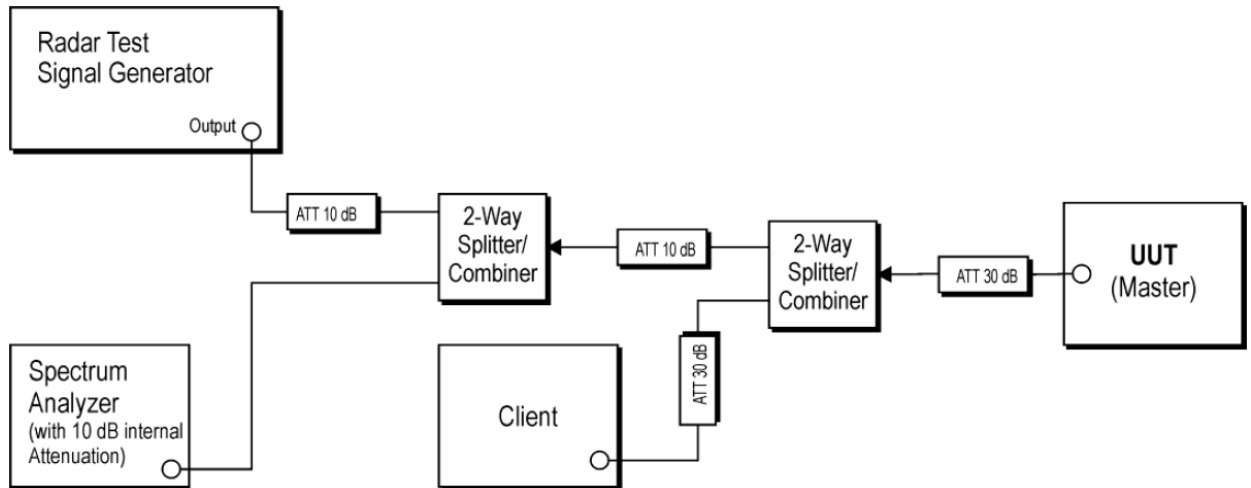 Radar Test
Signal Generator
Output
ATT 10 dB
2-Way
Splitter/
Combiner
ATT 10 dB
2-Way
Splitter/
Combiner
ATT 30 dB
UUT
(Master)
Spectrum
Analyzer
(with 10 dB internal
Attenuation)
Client
ATT 30 dB